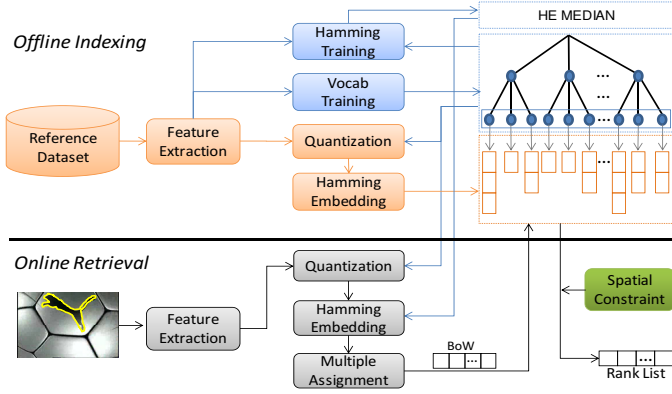 Offline Indexing
Hamming
Training
HE MEDIAN
Vocab
Training
...
...
Reference
Dataset
Feature
Extraction
Quantization
...
Hamming
Embedding
...
Online Retrieval
Quantization
Spatial
Constraint
Feature
Extraction
Hamming
Embedding
BoW
...
Multiple
Assignment
...
Rank List